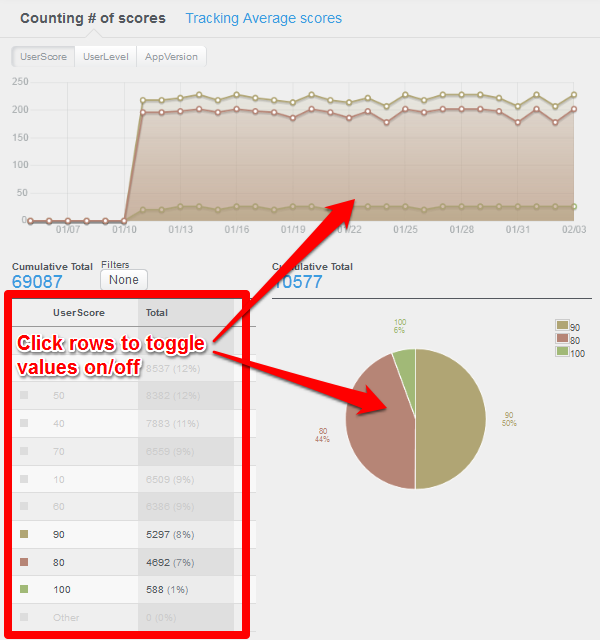 Counting # of scores Tracking Average scores
UserScore UserLevel AppVersion
250
200
150
100
50
0
01/07 01/10 01/13 01/16 01/19 01/22 01/25 01/28 01/31 02/03
Cumulative Total Filters Cumulative Total
69087 None 10577
UserScore Total
Click rows to toggle
values on/off
8537 (12%)
50 8382 (12%)
40 7883 (11%)
70 6559 (9%)
10 6509 (9%)
60 6386 (9%)
90 5297 (8%)
80 4692 (7%)
100 588 (1%)
Other 0 (0%)
100
6%
90
50%
80
44%
90
80
100